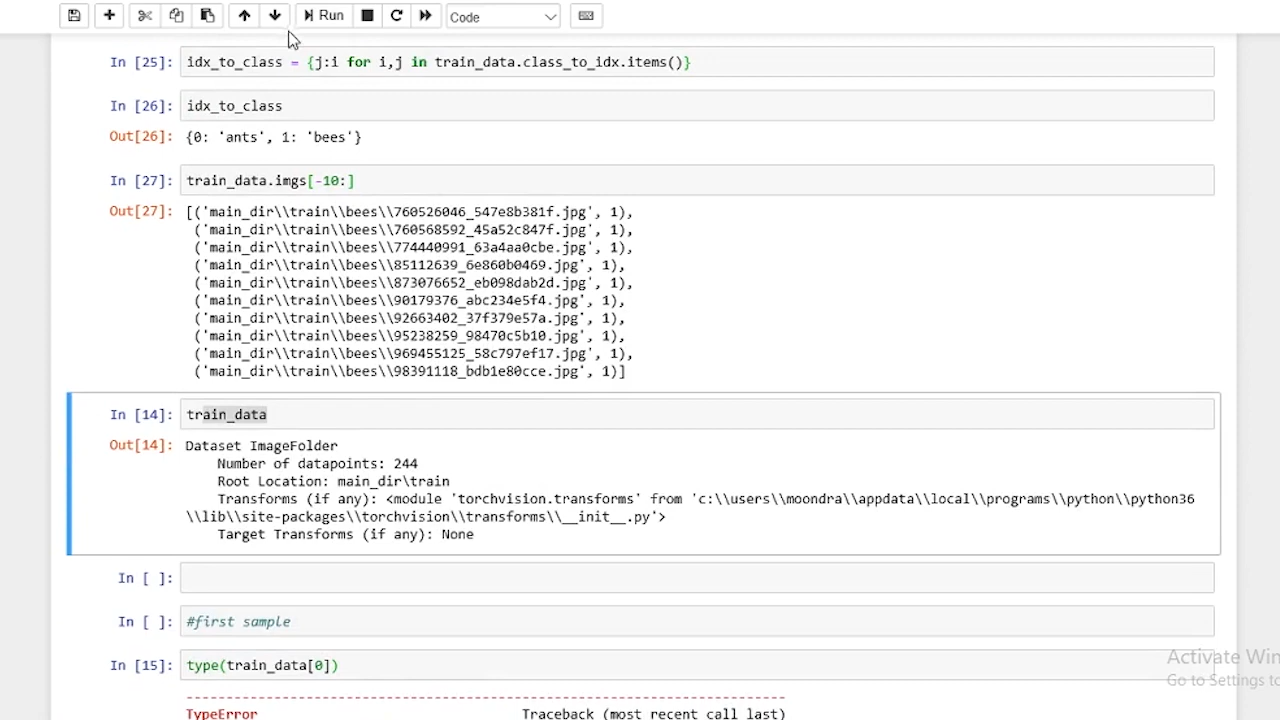 Run
Code
In [25]: idx_to_class = {j:i for i,j in train_data.class_to_idx.items()}
In [26]: idx_to_class
Out[26]: {0: 'ants', 1: 'bees'}
In [27]: train_data.imgs[-10:]
Out[27]: [('main_dir\\train\\bees\\760526046_547e8b381f.jpg', 1),
('main_dir\\train\\bees\\760568592_45a52c847f.jpg', 1),
('main_dir\\train\\bees\\774440991_63a4aa0cbe.jpg', 1),
('main_dir\\train\\bees\\85112639_6e860b0469.jpg', 1),
('main_dir\\train\\bees\\873076652_eb098dab2d.jpg', 1),
('main_dir\\train\\bees\\90179376_abc234e5f4.jpg', 1),
('main_dir\\train\\bees\\92663402_37f379e57a.jpg', 1),
('main_dir\\train\\bees\\95238259_98470c5b10.jpg', 1),
('main_dir\\train\\bees\\969455125_58c797ef17.jpg', 1),
('main_dir\\train\\bees\\98391118_bdb1e80cce.jpg', 1)]
In [14]: train_data
Out[14]: Dataset ImageFolder
Number of datapoints: 244
Root Location: main_dir\train
Transforms (if any): <module 'torchvision.transforms' from 'c:\\users\\moondra\\appdata\\local\\programs\\python\\python36
\\lib\\site-packages\\torchvision\\transforms\\__init__.py'>
Target Transforms (if any): None
In [ ]:
In [ ]: #first sample
In [15]: type(train_data[0])
---------------------------------------------------------------------------
TypeError Traceback (most recent call last)
Activate Win
Go to Settings to